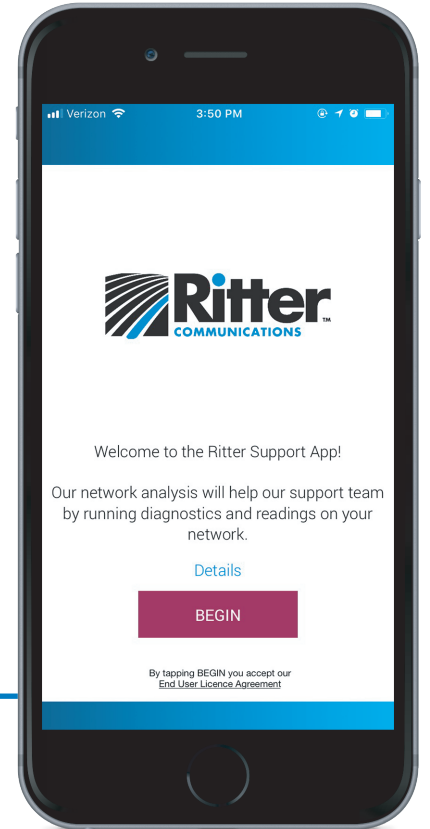 Verizon 3:50 PM
Ritter™
COMMUNICATIONS
Welcome to the Ritter Support App!
Our network analysis will help our support team
by running diagnostics and readings on your
network.
Details
BEGIN
By tapping BEGIN you accept our
End User Licence Agreement